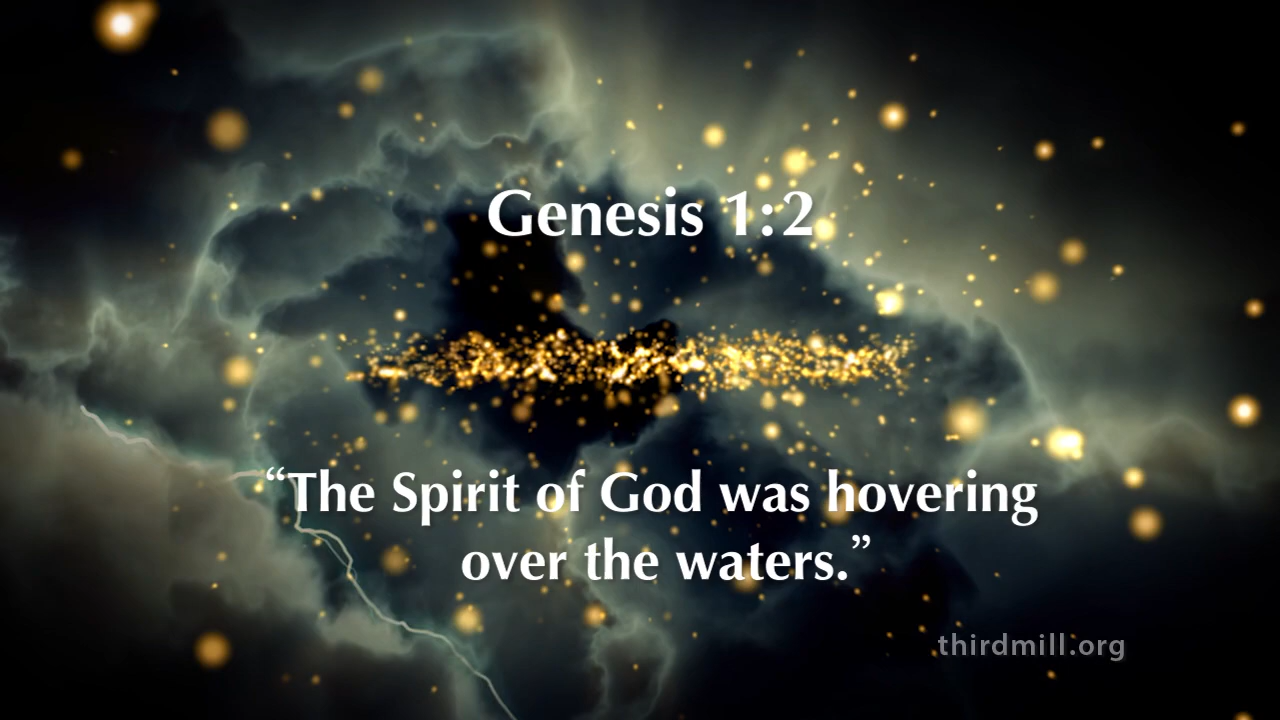 Genesis 1:2
“The Spirit of God was hovering
over the waters.”
thirdmill.org